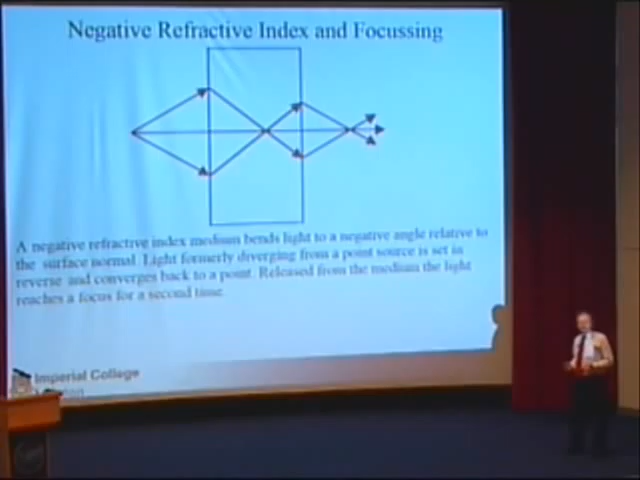 Negative Refractive Index and Focussing
A negative refractive index medium bends light to a negative angle relative to
the surface normal. Light formerly diverging from a point source is set in
reverse and converges back to a point. Released from the medium the light
reaches a focus for a second time.
Imperial College